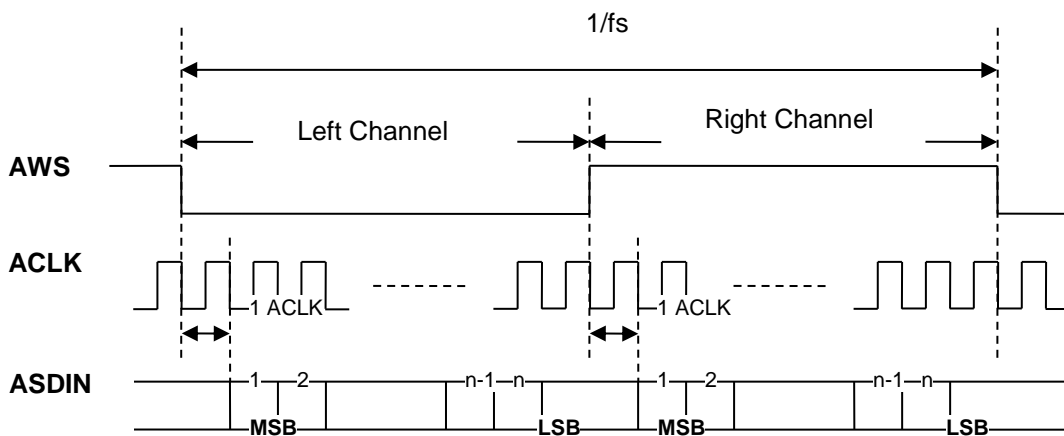 1/fs
Left Channel
Right Channel
AWS
ACLK
1 ACLK
1 ACLK
ASDIN
1 2 n-1 n 1 2 n-1 n
MSB LSB MSB LSB